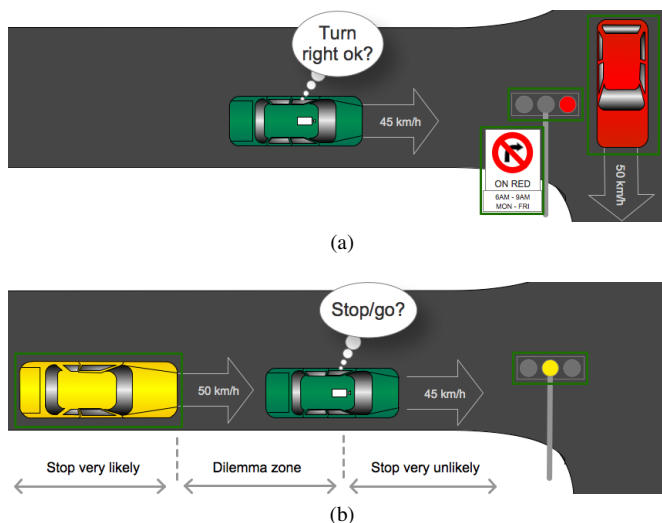 Turn
right ok?
45 km/h
50 km/h
ON RED
6AM - 9AM
MON - FRI
(a)
Stop/go?
50 km/h
45 km/h
Stop very likely
Dilemma zone
Stop very unlikely
(b)